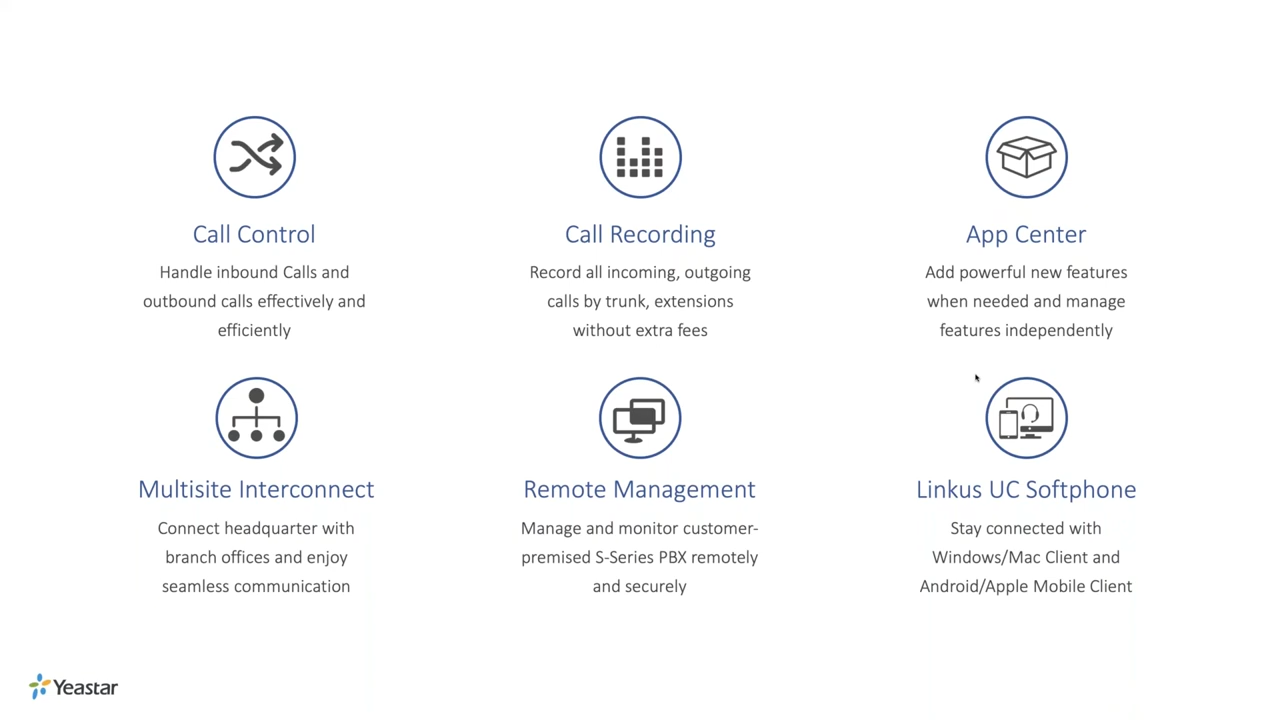 Call Control
Handle inbound Calls and
outbound calls effectively and
efficiently
Call Recording
Record all incoming, outgoing
calls by trunk, extensions
without extra fees
App Center
Add powerful new features
when needed and manage
features independently
Multisite Interconnect
Connect headquarter with
branch offices and enjoy
seamless communication
Remote Management
Manage and monitor customer-
premised S-Series PBX remotely
and securely
Linkus UC Softphone
Stay connected with
Windows/Mac Client and
Android/Apple Mobile Client
Yeastar